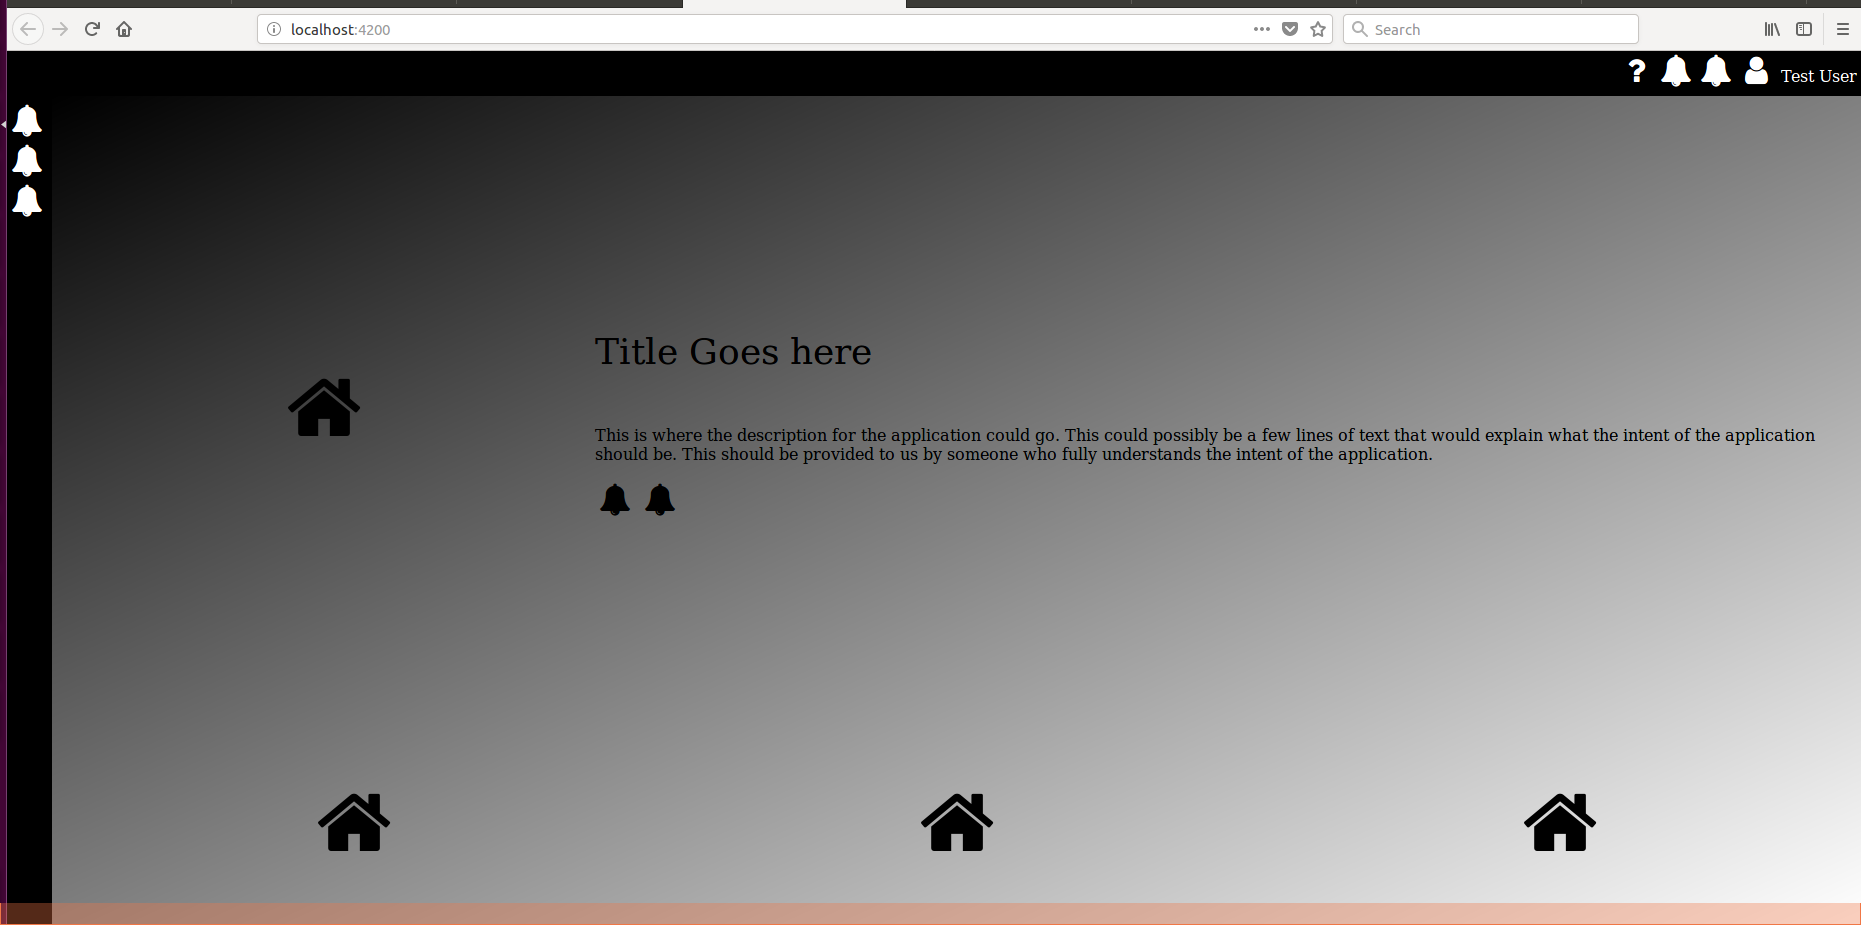 localhost:4200
Search
Test User
Title Goes here
This is where the description for the application could go. This could possibly be a few lines of text that would explain what the intent of the application
should be. This should be provided to us by someone who fully understands the intent of the application.